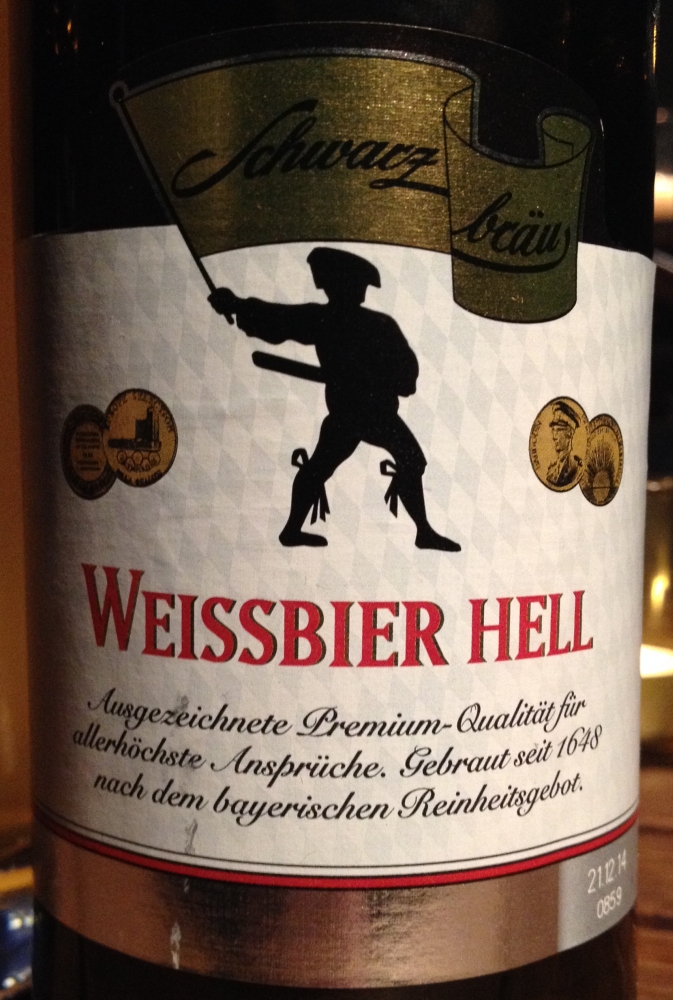 Schwarz
bräu
WEISSBIER HELL
Ausgezeichnete Premium-Qualität für
allerhöchste Ansprüche. Gebraut seit 1648
nach dem bayerischen Reinheitsgebot.
21.12.14
0859